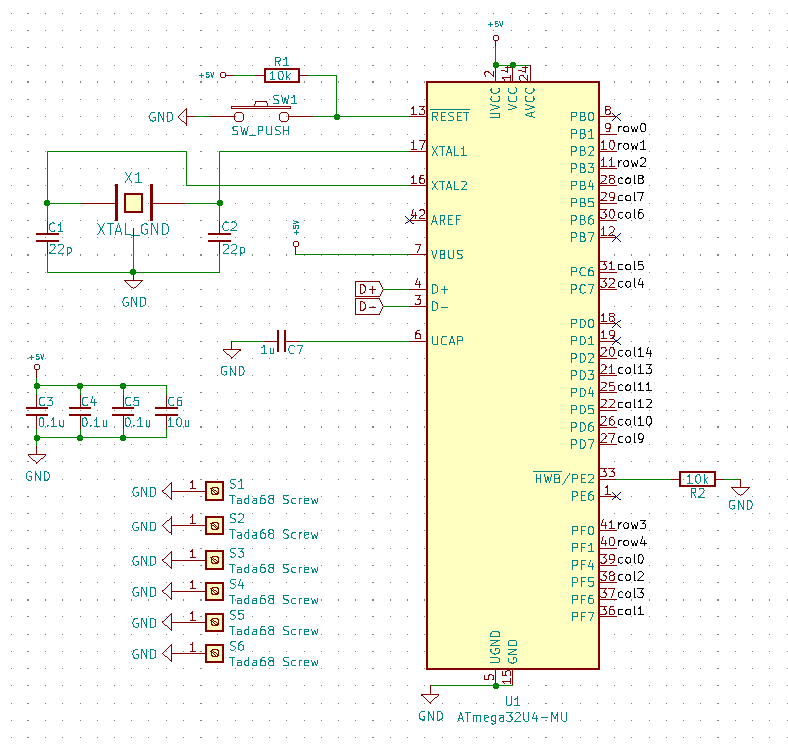 +5V
R1
+5V
10k
2
14
24
GND
SW1
SW_PUSH
UVCC
VCC
AVCC
13
RESET
PB0
8
PB1
9
row0
17
XTAL1
PB2
10
row1
PB3
11
row2
X1
16
XTAL2
PB4
28
col8
PB5
29
col7
C1
XTAL_GND
C2
42
AREF
PB6
30
col6
22p
22p
+5V
PB7
12
7
VBUS
PC6
31
col5
GND
D+
4
D+
PC7
32
col4
D-
3
D-
PD0
18
6
UCAP
PD1
19
1u
C7
GND
PD2
20
col14
+5V
PD3
21
col13
PD4
25
col11
C3
C4
C5
C6
PD5
22
col12
0.1u
0.1u
0.1u
10u
PD6
26
col10
PD7
27
col9
GND
HWB/PE2
33
10k
R2
GND
PE6
1
GND
1
S1
Tada68 Screw
GND
1
S2
Tada68 Screw
PF0
41
row3
PF1
40
row4
GND
1
S3
Tada68 Screw
PF4
39
col0
PF5
38
col2
GND
1
S4
Tada68 Screw
PF6
37
col3
PF7
36
col1
GND
1
S5
Tada68 Screw
GND
1
S6
Tada68 Screw
UGND
GND
5
15
GND
U1
ATmega32U4-MU